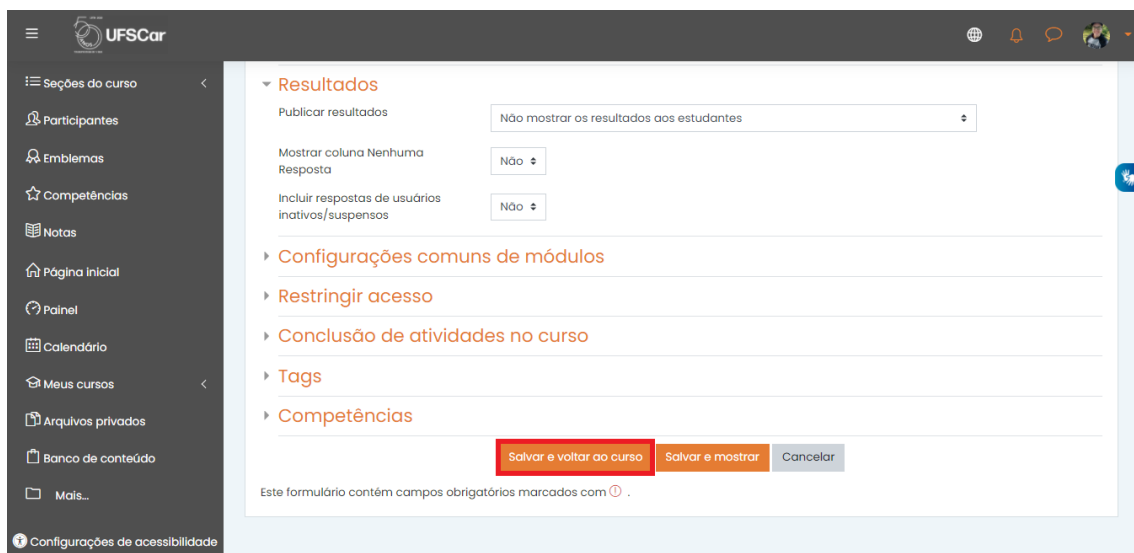 UFSCar
Seções do curso
Participantes
Emblemas
Competências
Notas
Página inicial
Painel
Calendário
Meus cursos
Arquivos privados
Banco de conteúdo
Mais...
Configurações de acessibilidade
Resultados
Publicar resultados
Não mostrar os resultados aos estudantes
Mostrar coluna Nenhuma
Resposta
Não
Incluir respostas de usuários
inativos/suspensos
Não
Configurações comuns de módulos
Restringir acesso
Conclusão de atividades no curso
Tags
Competências
Salvar e voltar ao curso Salvar e mostrar Cancelar
Este formulário contém campos obrigatórios marcados com .